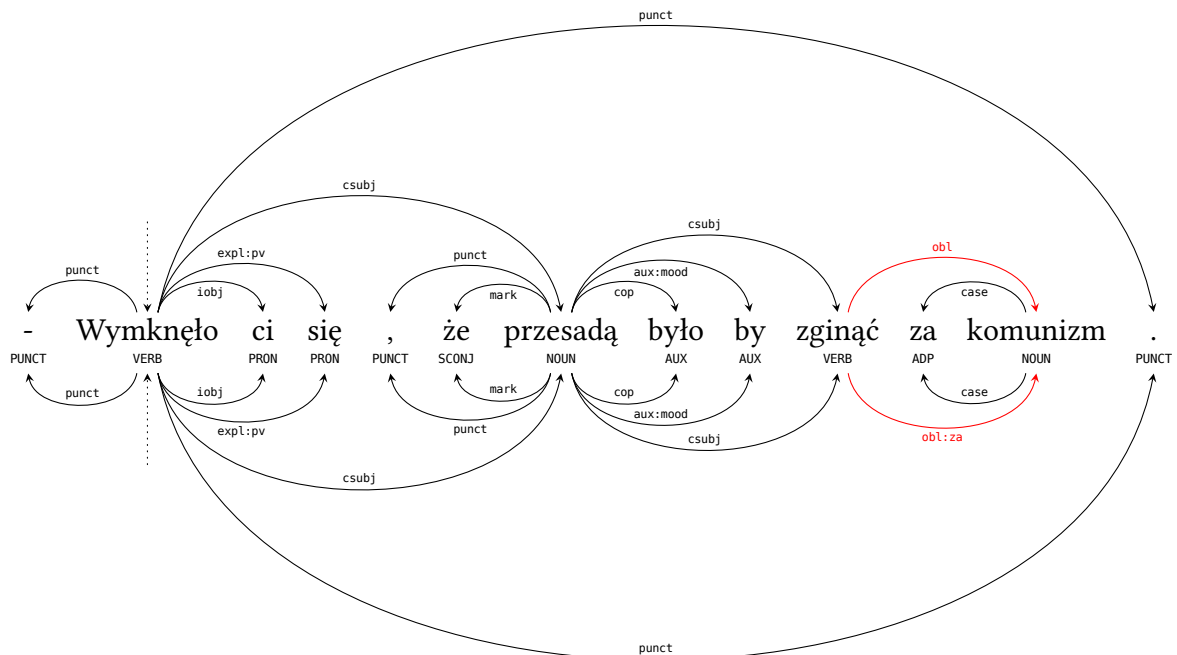 punct
csubj
csubj
expl:pv
punct
obl
punct
iobj
mark
cop
aux:mood
case
- Wymknęło ci się , że przesadą było by zginąć za komunizm .
PUNCT VERB PRON PRON PUNCT SCONJ NOUN AUX AUX VERB ADP NOUN PUNCT
punct
iobj
mark
cop
case
expl:pv
punct
aux:mood
csubj
obl:za
csubj
punct